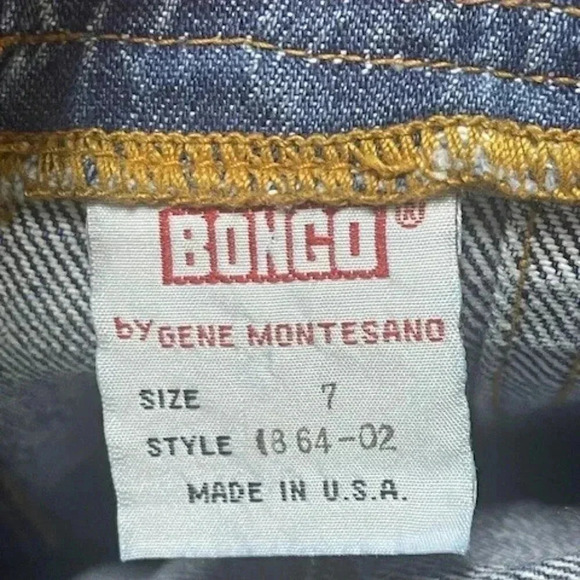 BONGO®
by GENE MONTESANO
SIZE 7
STYLE 1864-02
MADE IN U.S.A.